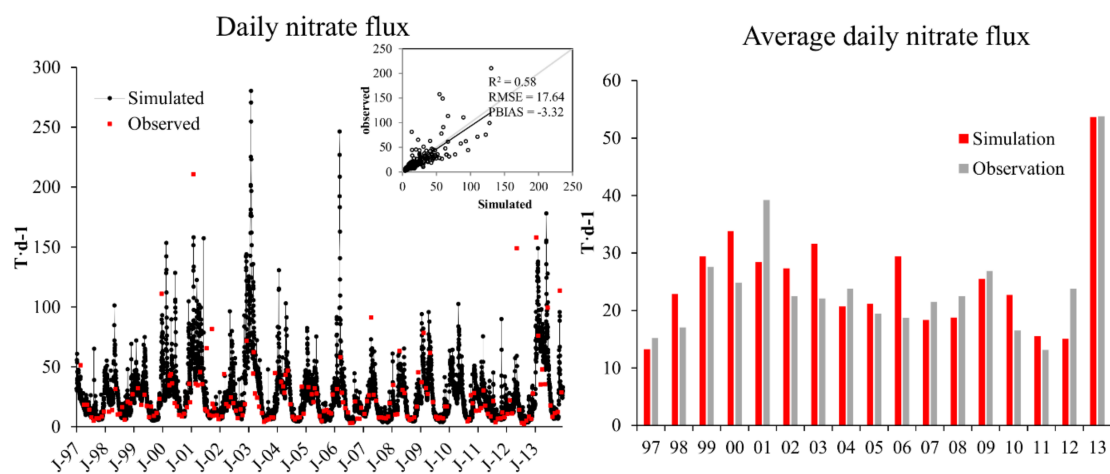 Daily nitrate flux
300
250
200
150
100
50
0
T·d-1
Simulated
Observed
J-97
J-98
J-99
J-00
J-01
J-02
J-03
J-04
J-05
J-06
J-07
J-08
J-09
J-10
J-11
J-12
J-13
250
200
150
100
50
0
observed
R² = 0.58
RMSE = 17.64
PBIAS = -3.32
0 50 100 150 200 250
Simulated
Average daily nitrate flux
60
50
40
30
20
10
0
T·d-1
Simulation
Observation
97 98 99 00 01 02 03 04 05 06 07 08 09 10 11 12 13